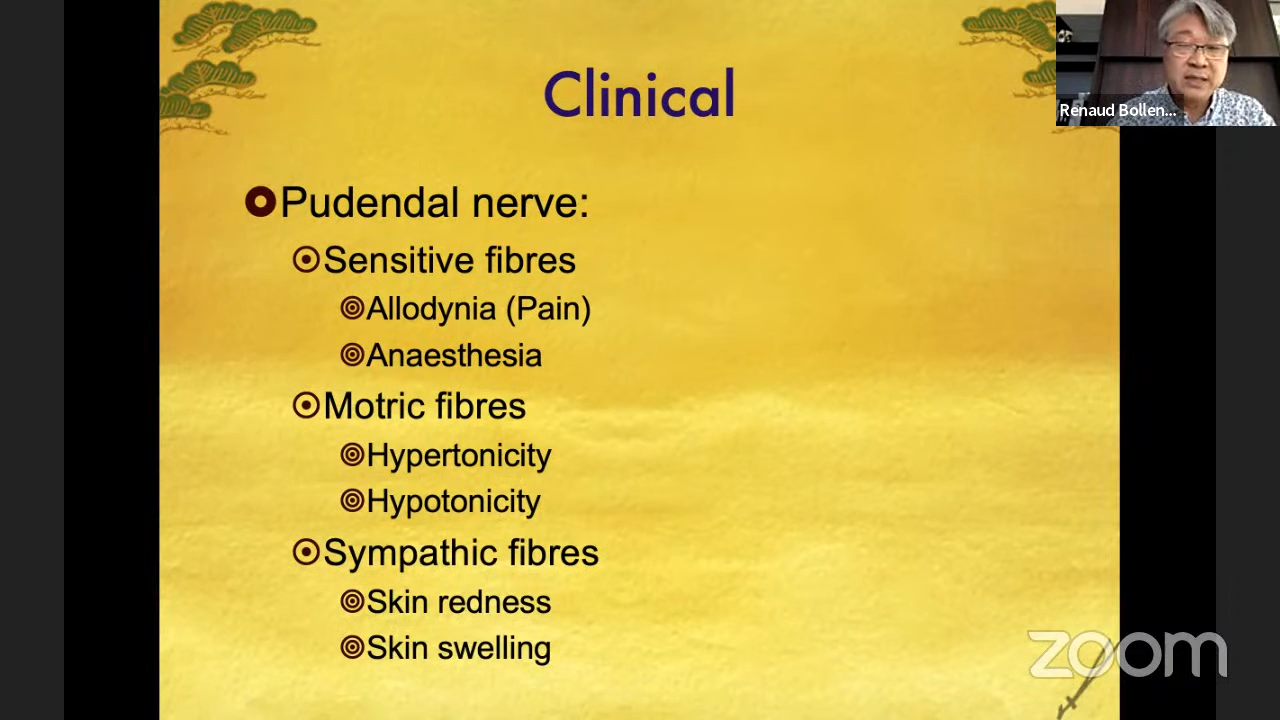 Clinical
Renaud Bollen...
Pudendal nerve:
Sensitive fibres
Allodynia (Pain)
Anaesthesia
Motric fibres
Hypertonicity
Hypotonicity
Sympathic fibres
Skin redness
Skin swelling
zoom